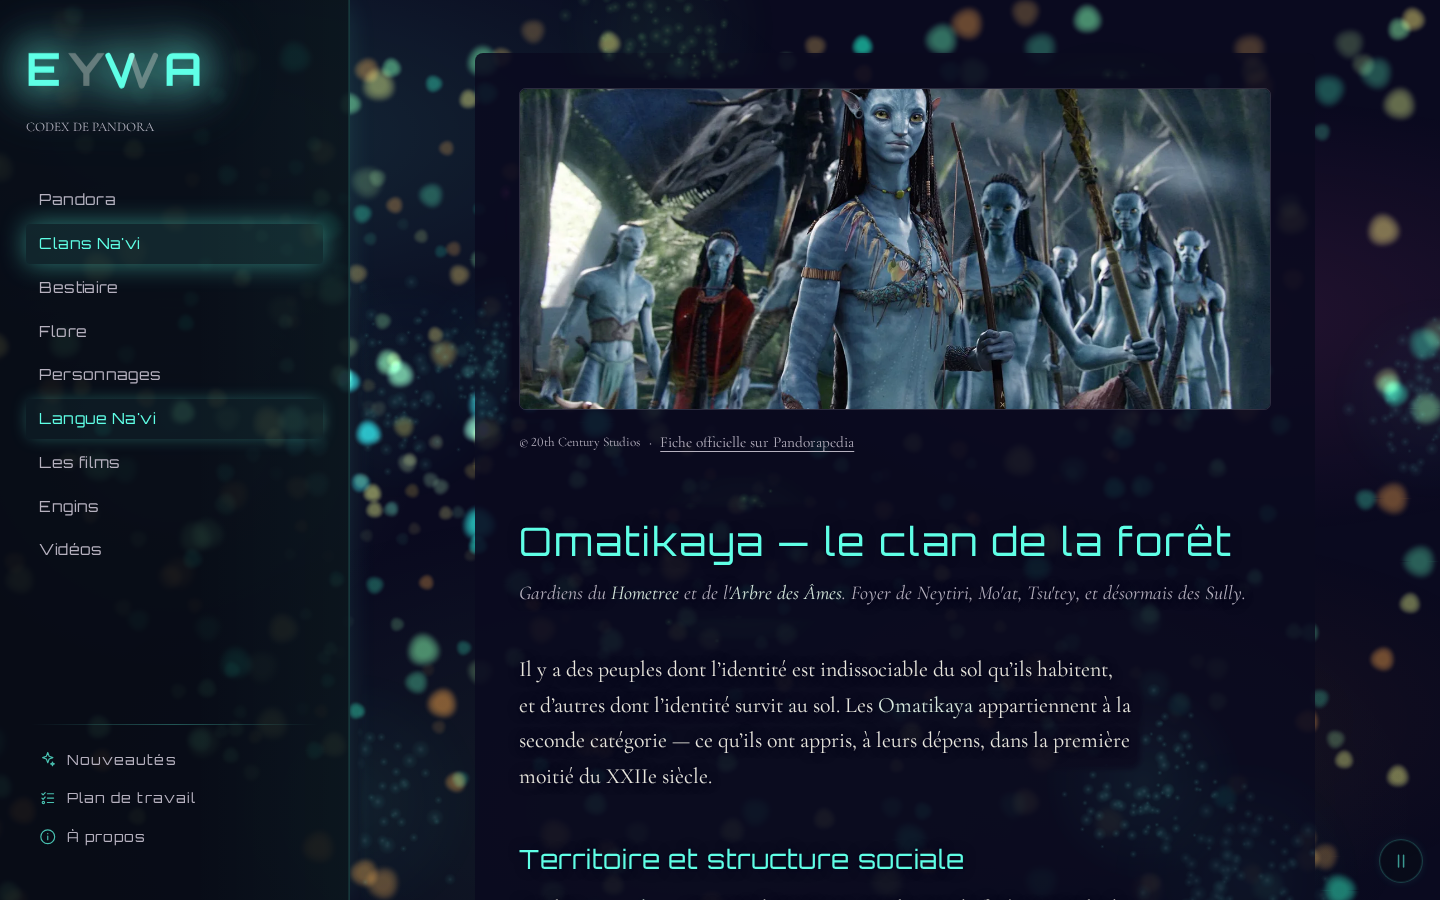 EYWA
CODEX DE PANDORA
Pandora
Clans Na'vi
Bestiaire
Flore
Personnages
Langue Na'vi
Les films
Engins
Vidéos
Nouveautés
Plan de travail
À propos
© 20th Century Studios · Fiche officielle sur Pandorapedia
Omatikaya — le clan de la forêt
Gardiens du Hometree et de l'Arbre des Âmes. Foyer de Neytiri, Mo'at, Tsu'tey, et désormais des Sully.
Il y a des peuples dont l’identité est indissociable du sol qu’ils habitent,
et d’autres dont l’identité survit au sol. Les Omatikaya appartiennent à la
seconde catégorie — ce qu’ils ont appris, à leurs dépens, dans la première
moitié du XXIIe siècle.
Territoire et structure sociale